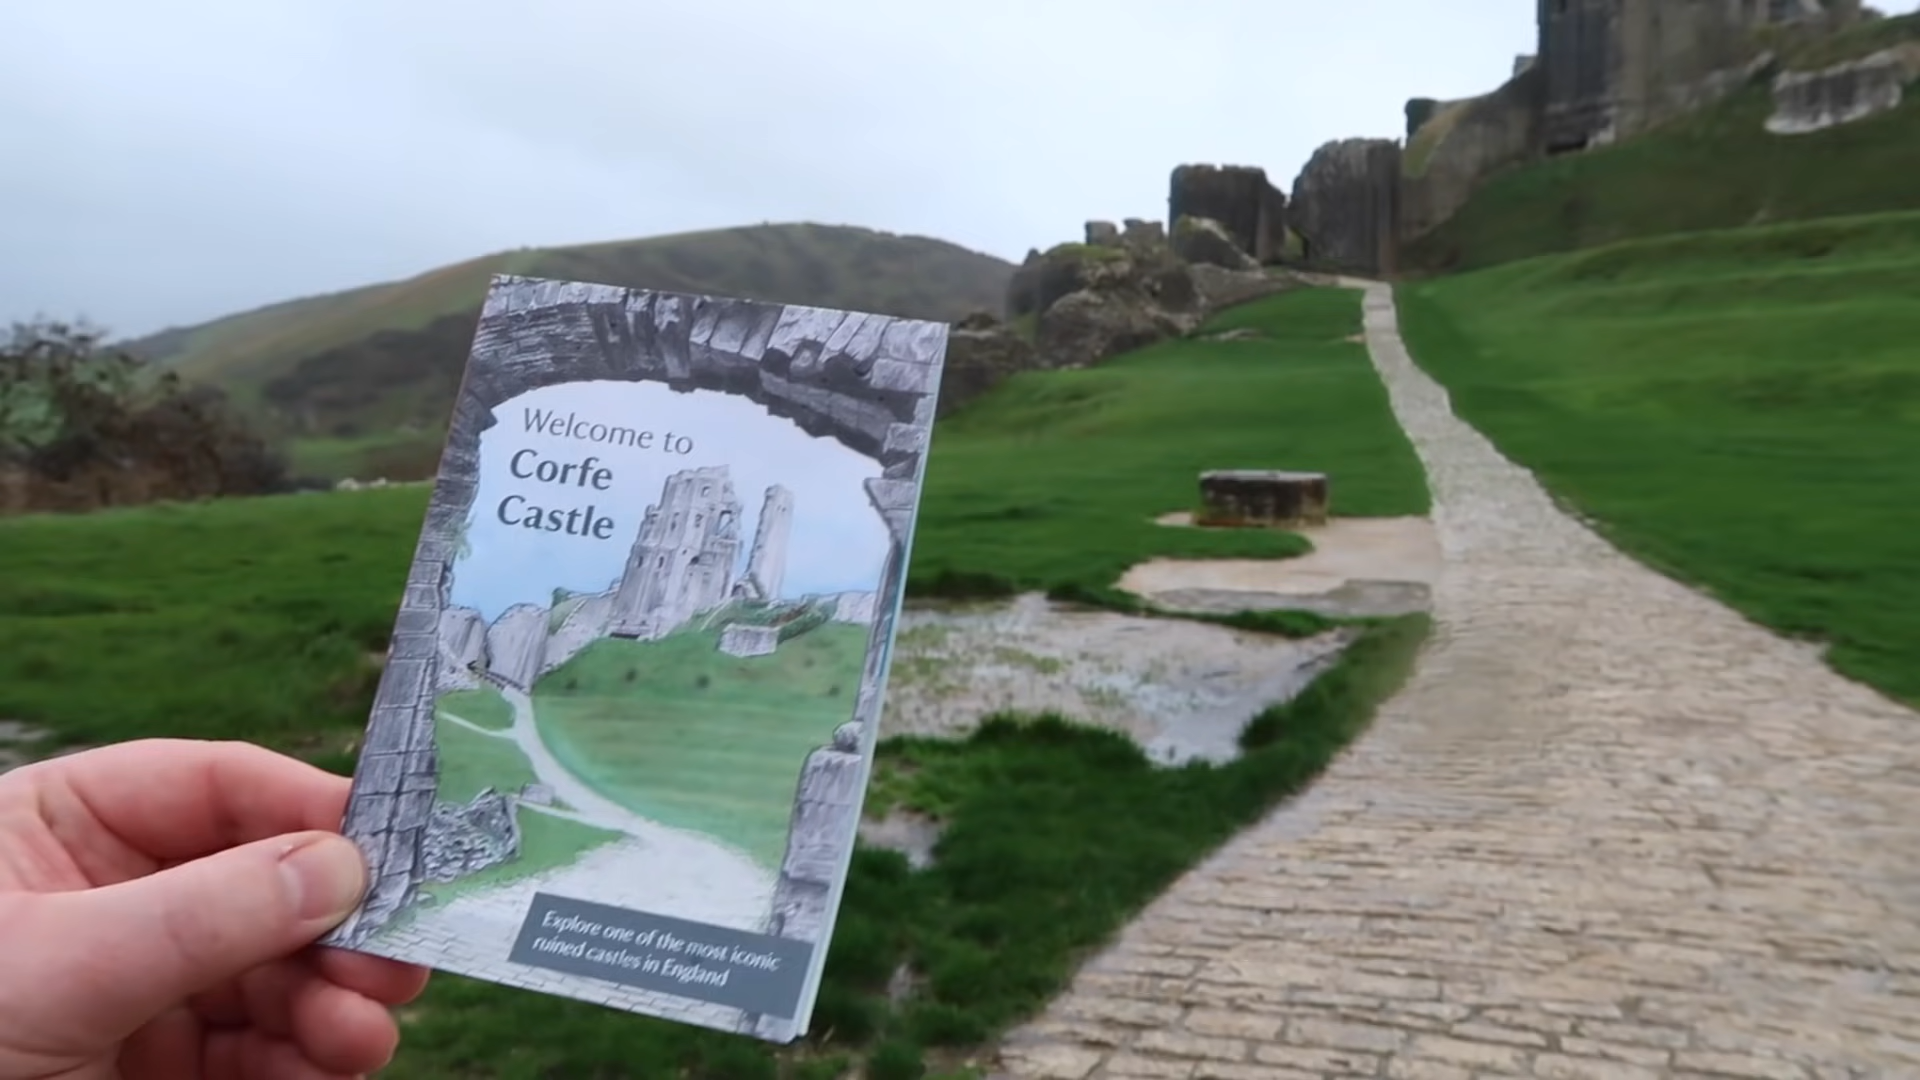 Welcome to
Corfe
Castle
Explore one of the most iconic
ruined castles in England